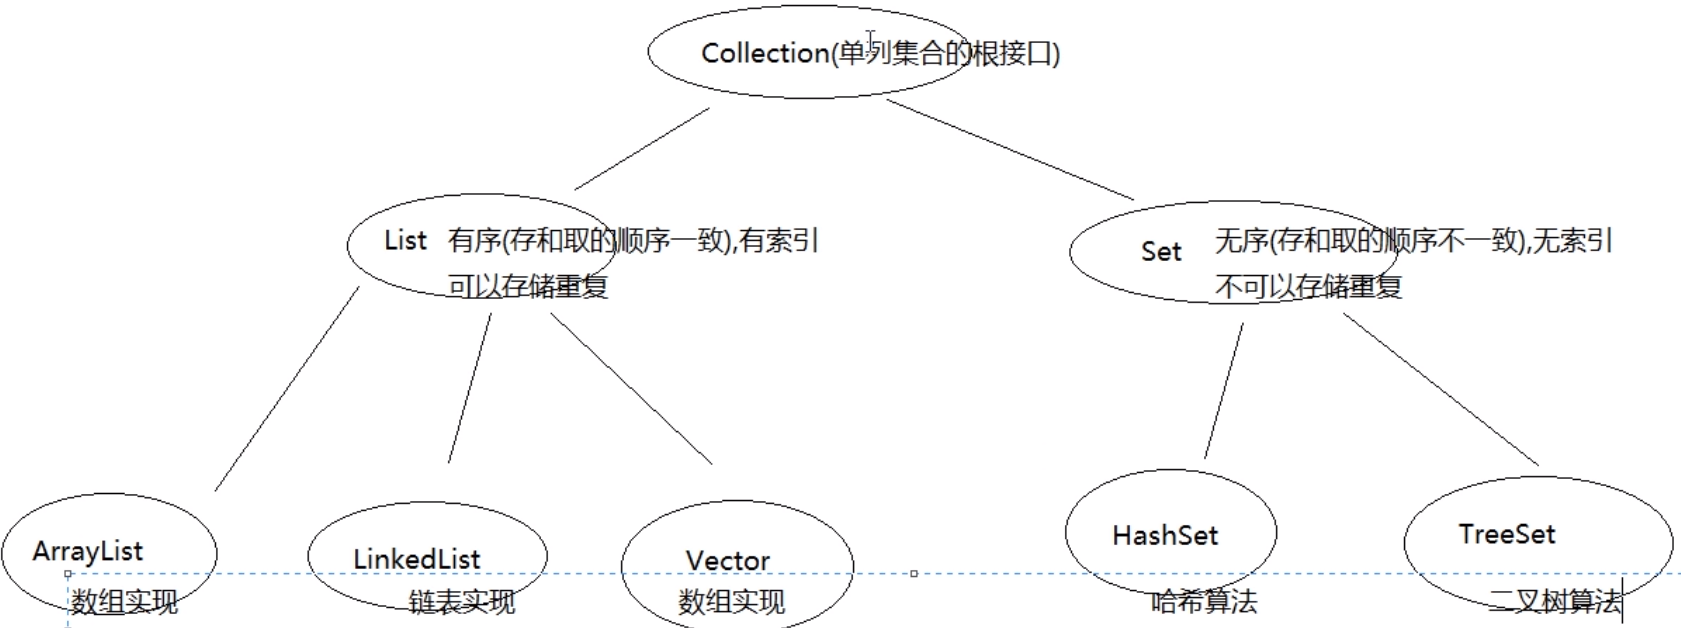 Collection(单列集合的根接口)
List 有序(存和取的顺序一致),有索引
可以存储重复
Set 无序(存和取的顺序不一致),无索引
不可以存储重复
ArrayList
数组实现
LinkedList
链表实现
Vector
数组实现
HashSet
哈希算法
TreeSet
二叉树算法